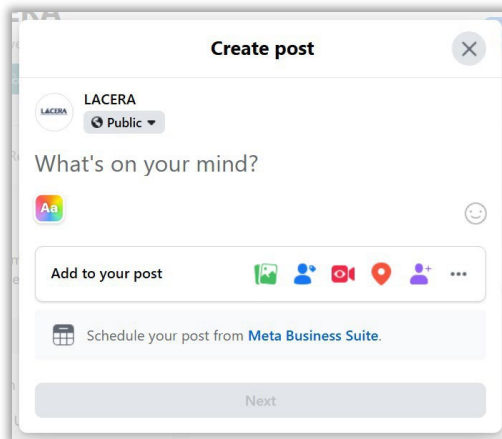 ERA
Create post
LACERA
LACERA
Public
What's on your mind?
Aa
Add to your post
Schedule your post from Meta Business Suite.
Next